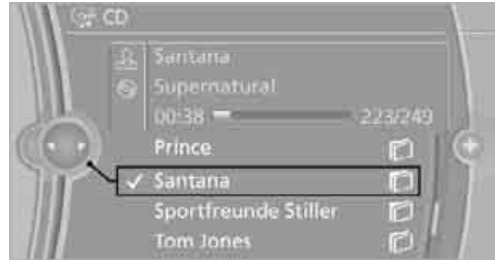 CD
Santana
Supernatural
00:38 223/249
Prince
Santana
Sportfreunde Stiller
Tom Jones